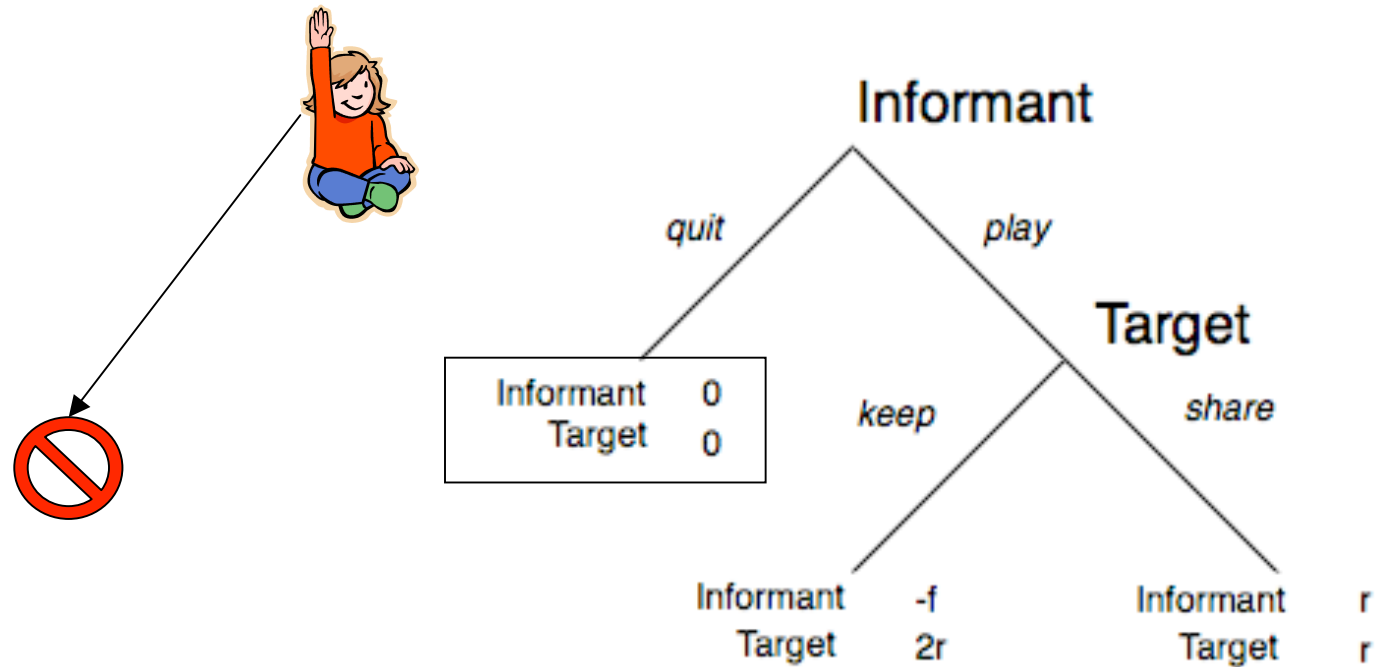 Informant
quit
play
Target
Informant 0
Target 0
keep
share
Informant -f
Target 2r
Informant r
Target r